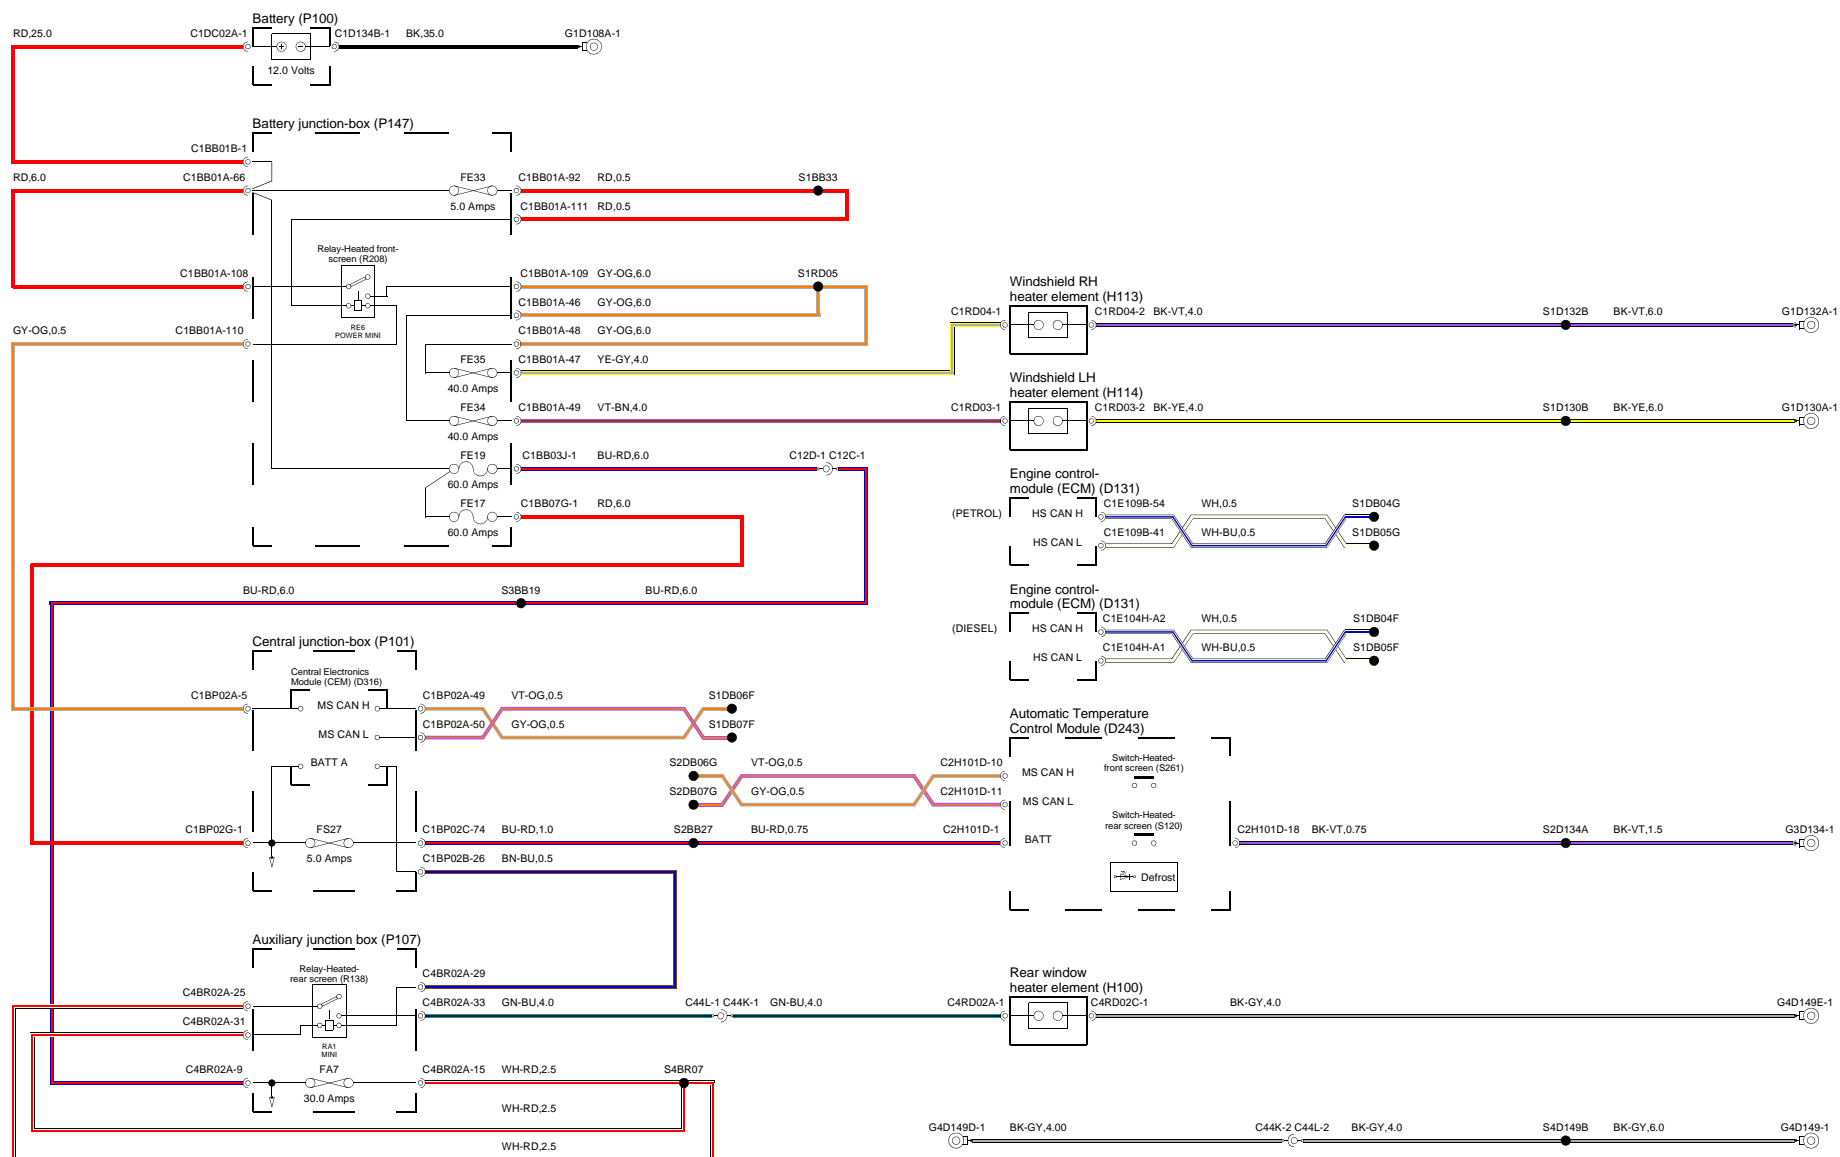 Battery (P100)
RD,25.0
C1DC02A-1
C1D134B-1
BK,35.0
G1D108A-1
12.0 Volts
Battery junction-box (P147)
C1BB01B-1
RD,6.0
C1BB01A-66
FE33
C1BB01A-92
RD,0.5
S1BB33
5.0 Amps
C1BB01A-111
RD,0.5
Relay-Heated front-
screen (R208)
C1BB01A-108
C1BB01A-109
GY-OG,6.0
S1RD05
C1BB01A-46
GY-OG,6.0
RE6
POWER MINI
GY-OG,0.5
C1BB01A-110
C1BB01A-48
GY-OG,6.0
FE35
C1BB01A-47
YE-GY,4.0
40.0 Amps
FE34
C1BB01A-49
VT-BN,4.0
40.0 Amps
FE19
C1BB03J-1
BU-RD,6.0
C12D-1 C12C-1
60.0 Amps
FE17
C1BB07G-1
RD,6.0
60.0 Amps
Windshield RH
heater element (H113)
C1RD04-1
C1RD04-2
BK-VT,4.0
S1D132B
BK-VT,6.0
G1D132A-1
Windshield LH
heater element (H114)
C1RD03-1
C1RD03-2
BK-YE,4.0
S1D130B
BK-YE,6.0
G1D130A-1
Engine control-
module (ECM) (D131)
(PETROL)
HS CAN H
C1E109B-54
WH,0.5
S1DB04G
HS CAN L
C1E109B-41
WH-BU,0.5
S1DB05G
Engine control-
module (ECM) (D131)
(DIESEL)
HS CAN H
C1E104H-A2
WH,0.5
S1DB04F
HS CAN L
C1E104H-A1
WH-BU,0.5
S1DB05F
BU-RD,6.0
S3BB19
BU-RD,6.0
Central junction-box (P101)
Central Electronics
Module (CEM) (D316)
C1BP02A-5
MS CAN H
C1BP02A-49
VT-OG,0.5
S1DB06F
MS CAN L
C1BP02A-50
GY-OG,0.5
S1DB07F
BATT A
C1BP02G-1
FS27
C1BP02C-74
BU-RD,1.0
S2BB27
BU-RD,0.75
C2H101D-1
5.0 Amps
C1BP02B-26
BN-BU,0.5
Automatic Temperature
Control Module (D243)
S2DB06G
VT-OG,0.5
C2H101D-10
MS CAN H
S2DB07G
GY-OG,0.5
C2H101D-11
MS CAN L
Switch-Heated-
front screen (S261)
Switch-Heated-
rear screen (S120)
BATT
C2H101D-18
BK-VT,0.75
S2D134A
BK-VT,1.5
G3D134-1
Defrost
Auxiliary junction box (P107)
Relay-Heated-
rear screen (R138)
C4BR02A-25
C4BR02A-29
C4BR02A-33
GN-BU,4.0
C44L-1 C44K-1
GN-BU,4.0
C4BR02A-31
RA1
MINI
C4BR02A-9
FA7
C4BR02A-15
WH-RD,2.5
S4BR07
30.0 Amps
WH-RD,2.5
WH-RD,2.5
Rear window
heater element (H100)
C4RD02A-1
C4RD02C-1
BK-GY,4.0
G4D149E-1
G4D149D-1
BK-GY,4.00
C44K-2 C44L-2
BK-GY,4.0
S4D149B
BK-GY,6.0
G4D149-1